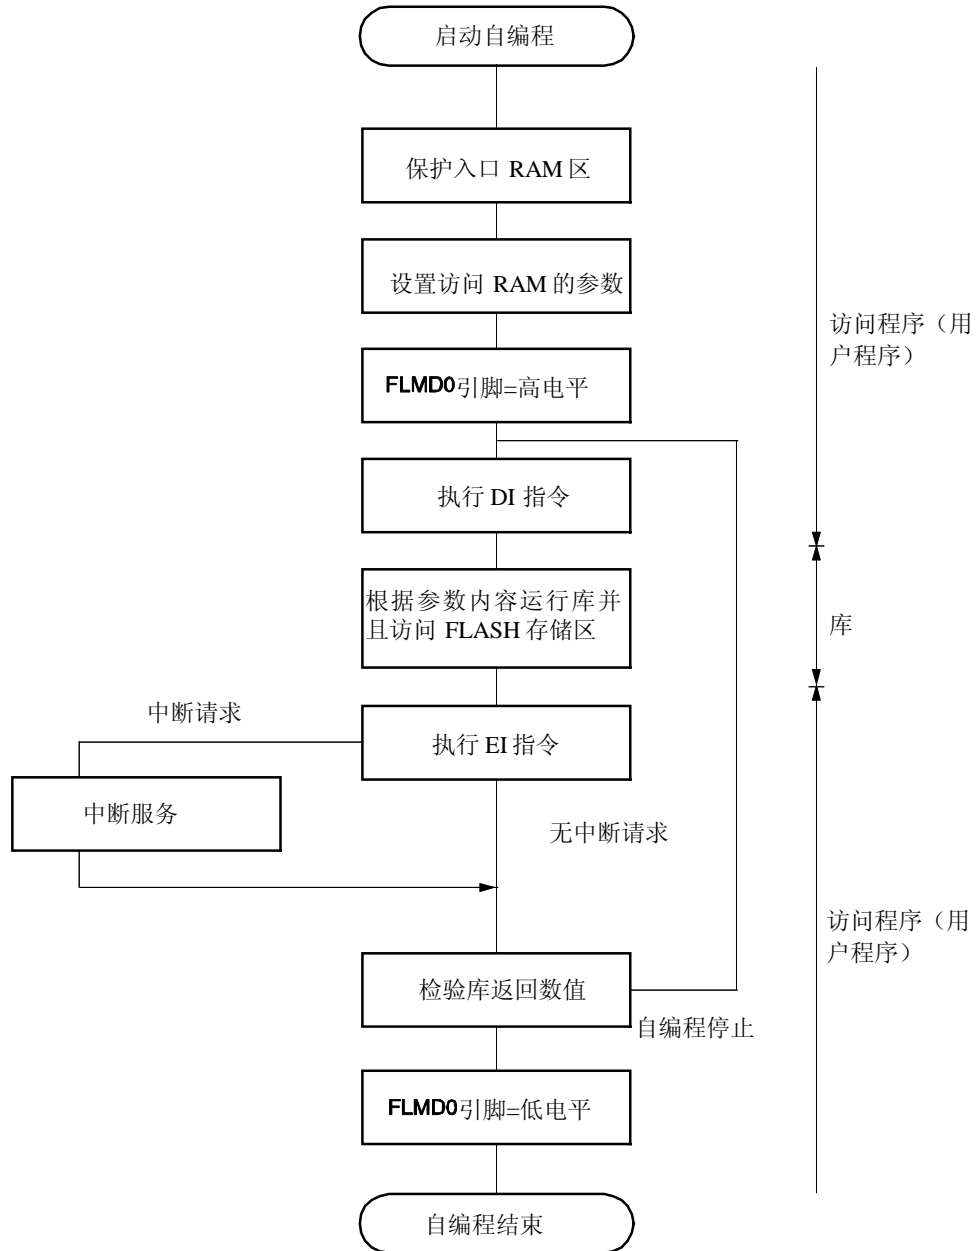 启动自编程
保护入口 RAM 区
设置访问 RAM 的参数
访问程序（用
户程序）
FLMD0引脚=高电平
执行 DI 指令
根据参数内容运行库并
且访问 FLASH 存储区
库
中断请求
执行 EI 指令
中断服务
无中断请求
访问程序（用
户程序）
检验库返回数值
自编程停止
FLMD0引脚=低电平
自编程结束